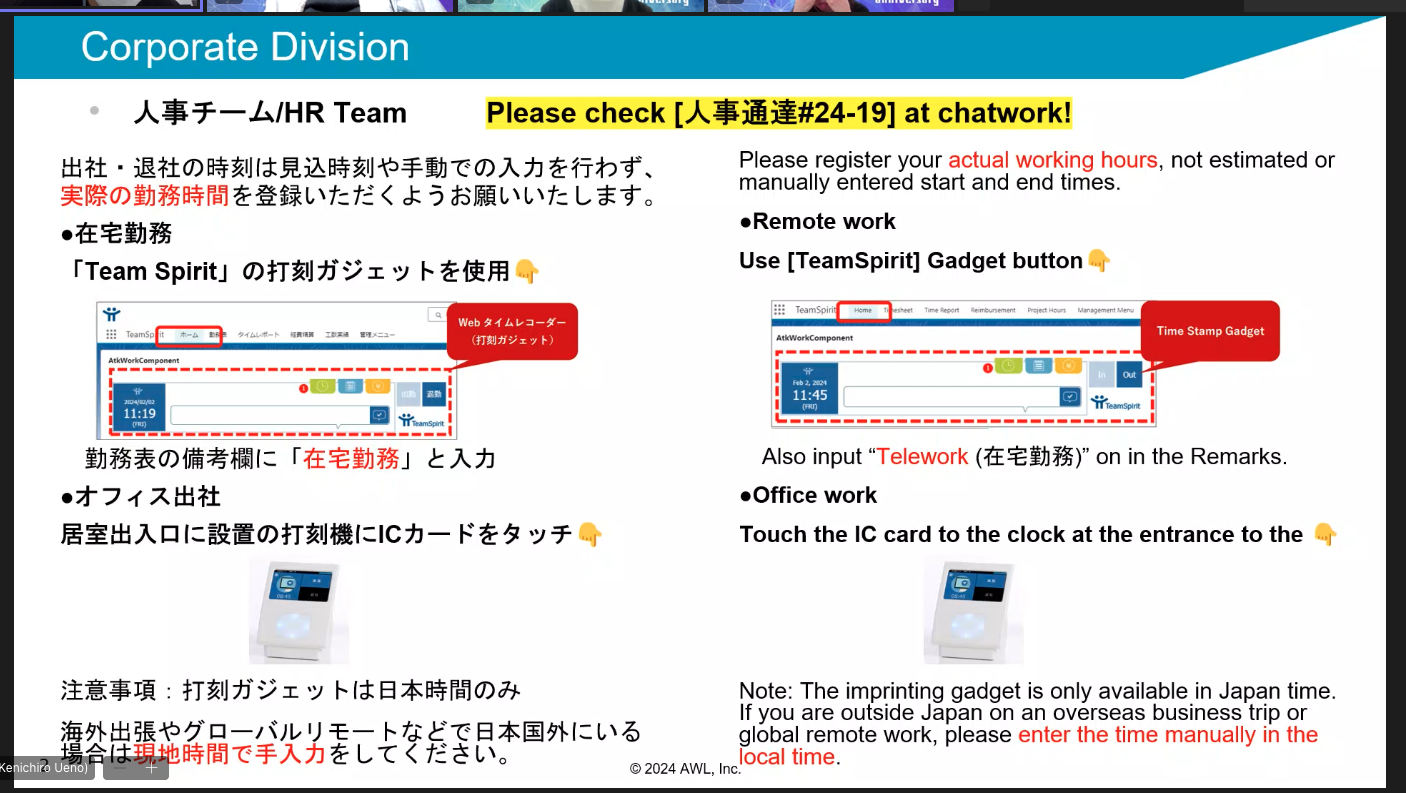 anniversary
Corporate Division
• 人事チーム/HR Team
Please check [人事通達#24-19] at chatwork!
出社・退社の時刻は見込時刻や手動での入力を行わず、
実際の勤務時間を登録いただくようお願いいたします。
●在宅勤務
「Team Spirit」の打刻ガジェットを使用👇
TeamSpirit ホーム 勤務表 タイムレポート 経費精算 工数実績 管理メニュー
Web タイムレコーダー
（打刻ガジェット）
AtkWorkComponent
2024/02/02
11:19
(FRI)
1
出勤 退勤
TeamSpirit
勤務表の備考欄に「在宅勤務」と入力
●オフィス出社
居室出入口に設置の打刻機にICカードをタッチ👇
注意事項：打刻ガジェットは日本時間のみ
海外出張やグローバルリモートなどで日本国外にいる
場合は現地時間で手入力をしてください。
Please register your actual working hours, not estimated or
manually entered start and end times.
●Remote work
Use [TeamSpirit] Gadget button👇
TeamSpirit Home Timesheet Time Report Reimbursement Project Hours Management Menu
Time Stamp Gadget
AtkWorkComponent
Feb 2, 2024
11:45
(FRI)
1
In Out
TeamSpirit
Also input “Telework (在宅勤務)” on in the Remarks.
●Office work
Touch the IC card to the clock at the entrance to the 👇
Note: The imprinting gadget is only available in Japan time.
If you are outside Japan on an overseas business trip or
global remote work, please enter the time manually in the
local time.
Kenichiro Ueno)
© 2024 AWL, Inc.